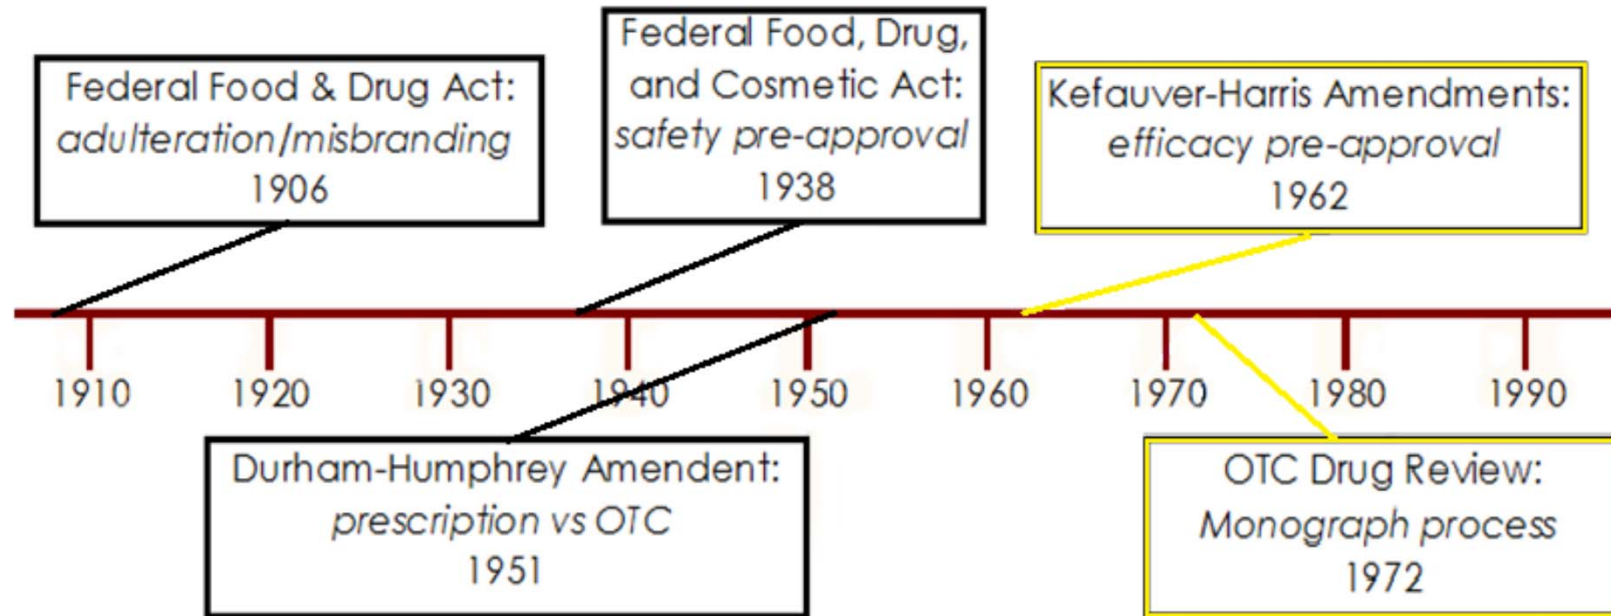 Federal Food & Drug Act:
adulteration/misbranding
1906
Federal Food, Drug,
and Cosmetic Act:
safety pre-approval
1938
Kefauver-Harris Amendments:
efficacy pre-approval
1962
1910 1920 1930 1940 1950 1960 1970 1980 1990
Durham-Humphrey Amendent:
prescription vs OTC
1951
OTC Drug Review:
Monograph process
1972